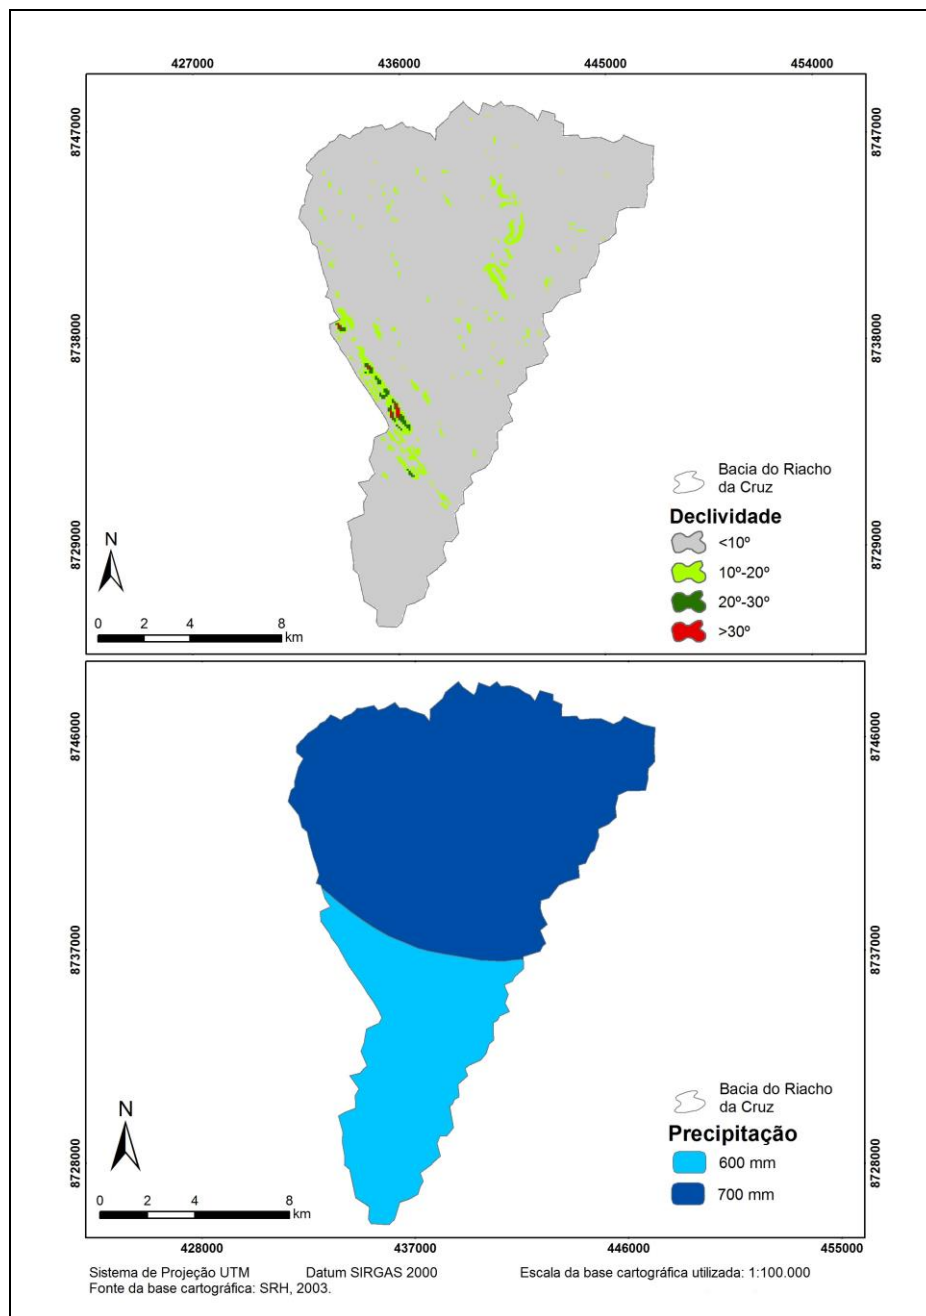 427000 436000 445000 454000
8747000 8747000
8738000 8738000
8729000 8729000
Bacia do Riacho
da Cruz
Declividade
<10º
10º-20º
20º-30º
>30º
N
0 2 4 8
km
8746000 8746000
8737000 8737000
8728000 8728000
Bacia do Riacho
da Cruz
Precipitação
600 mm
700 mm
N
0 2 4 8
km
428000 437000 446000 455000
Sistema de Projeção UTM Datum SIRGAS 2000 Escala da base cartográfica utilizada: 1:100.000
Fonte da base cartográfica: SRH, 2003.